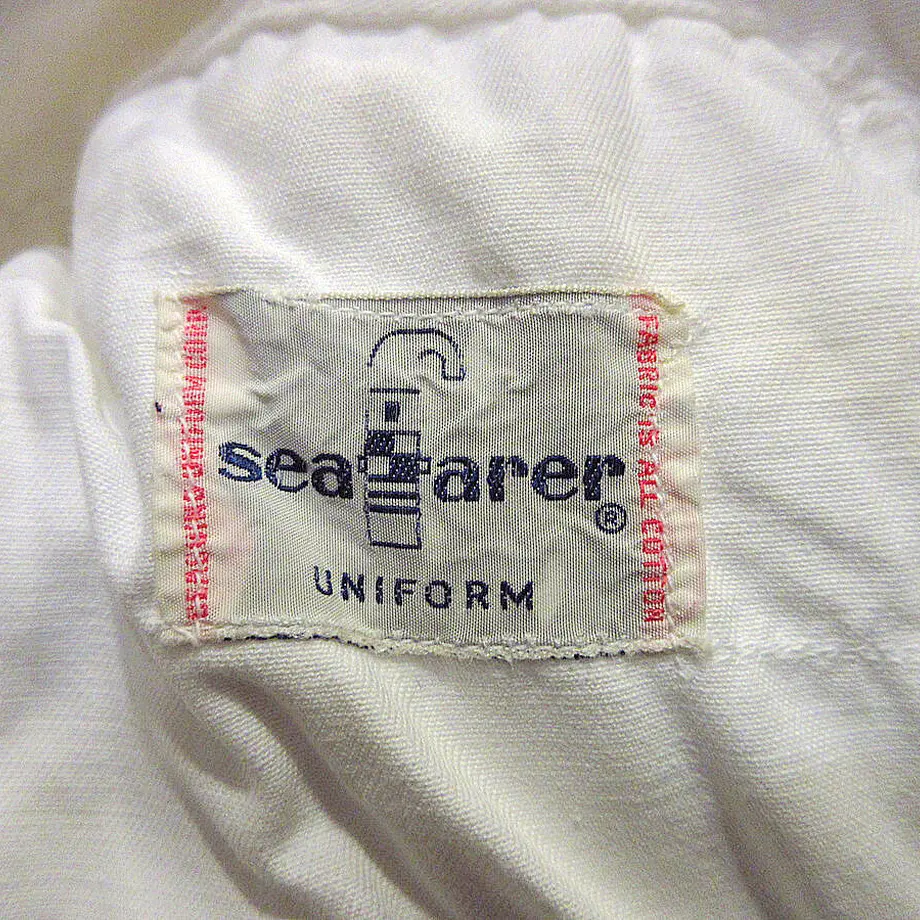 seafarer
®
UNIFORM
FABRIC IS ALL COTTON